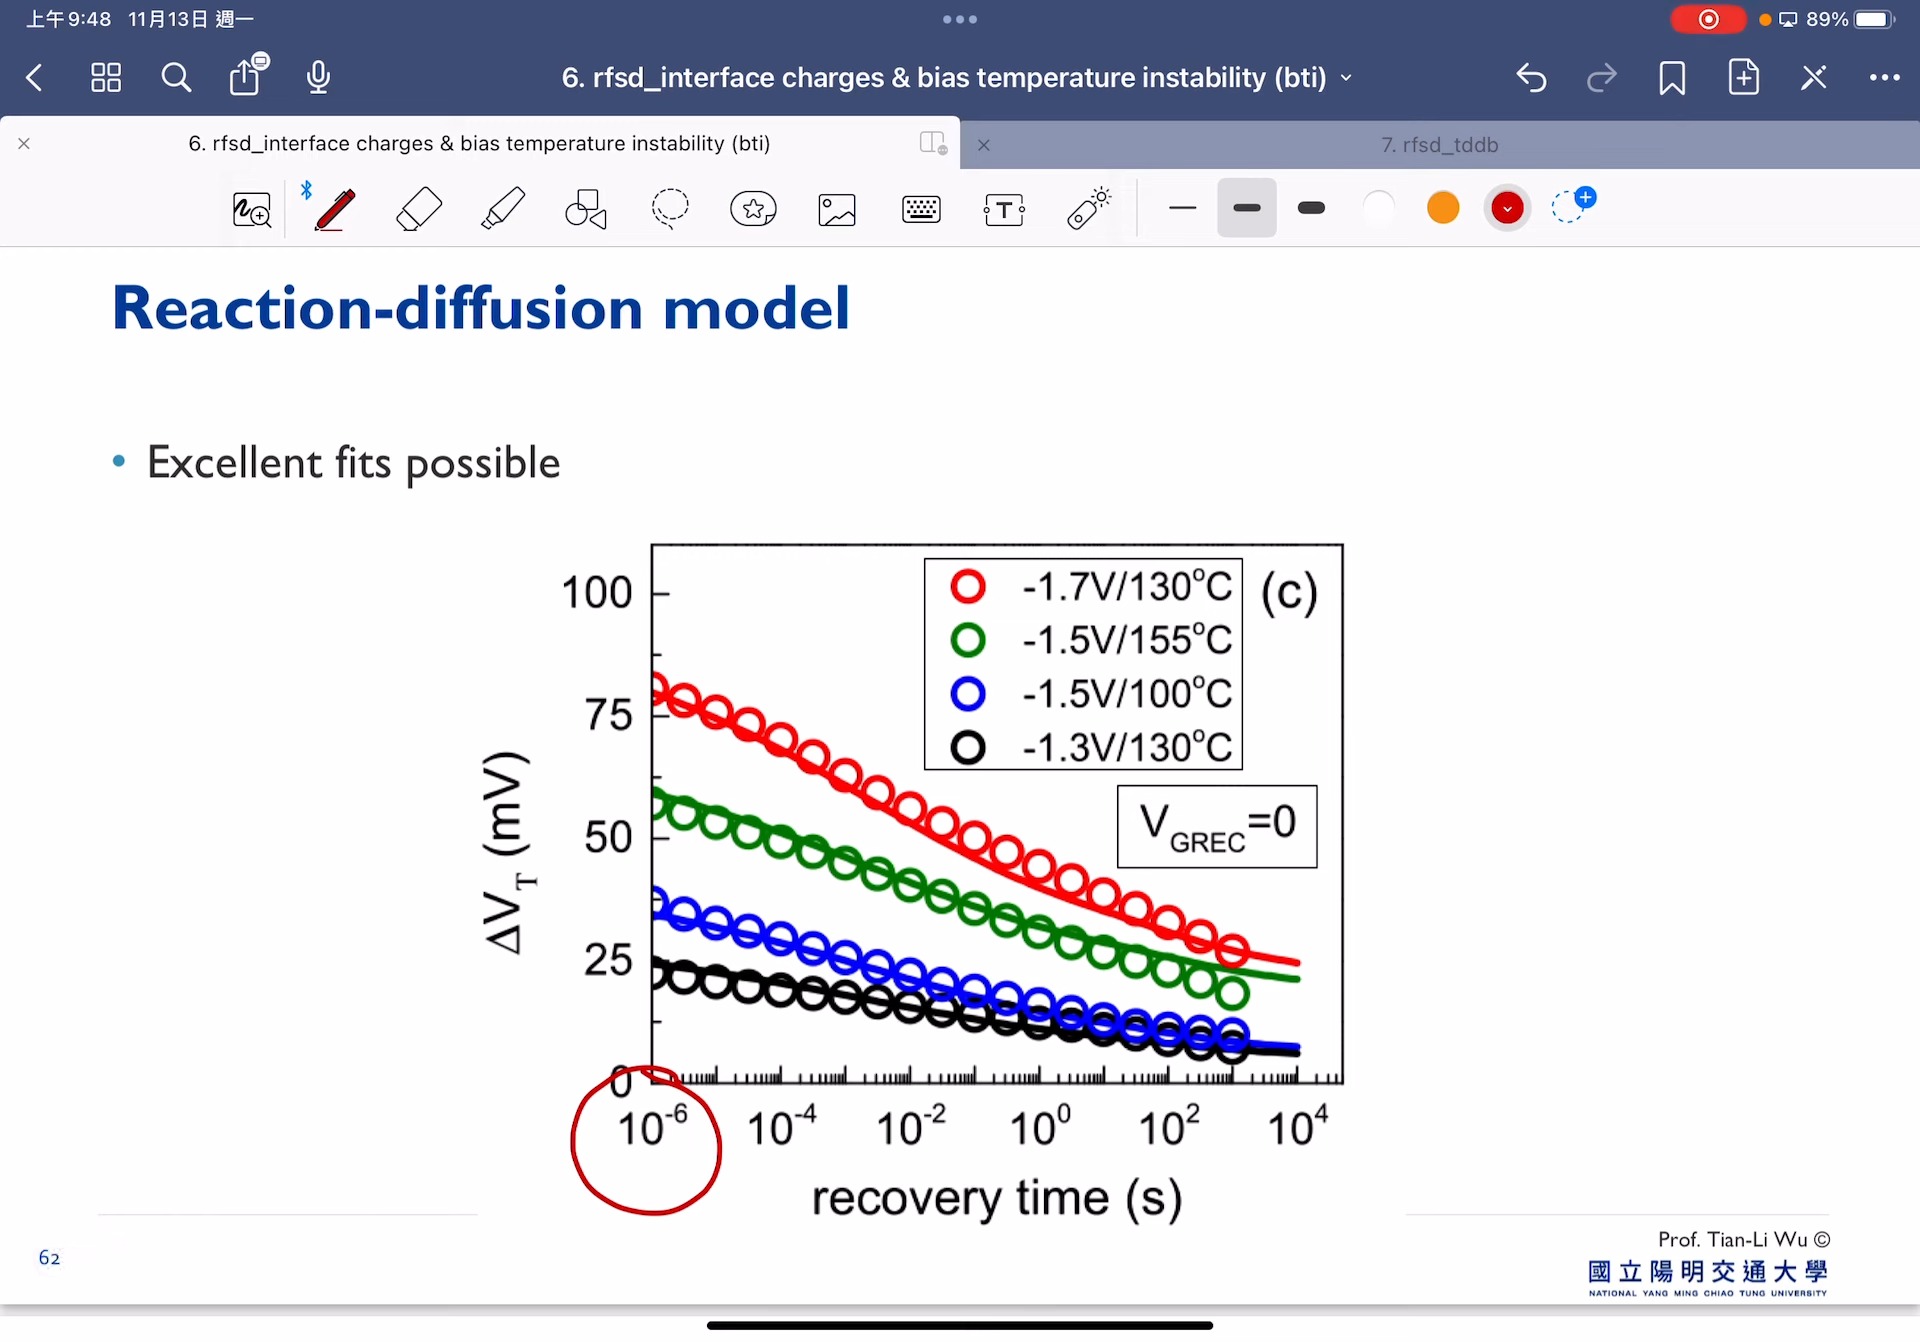 上午9:48 11月13日 週一
89%
6. rfsd_interface charges & bias temperature instability (bti)
6. rfsd_interface charges & bias temperature instability (bti)
7. rfsd_tddb
T
Reaction-diffusion model
• Excellent fits possible
-1.7V/130°C (c)
-1.5V/155°C
-1.5V/100°C
-1.3V/130°C
V_GREC=0
ΔV_T (mV)
100
75
50
25
0
10^-6 10^-4 10^-2 10^0 10^2 10^4
recovery time (s)
62
Prof. Tian-Li Wu ©
國立陽明交通大學
NATIONAL YANG MING CHIAO TUNG UNIVERSITY